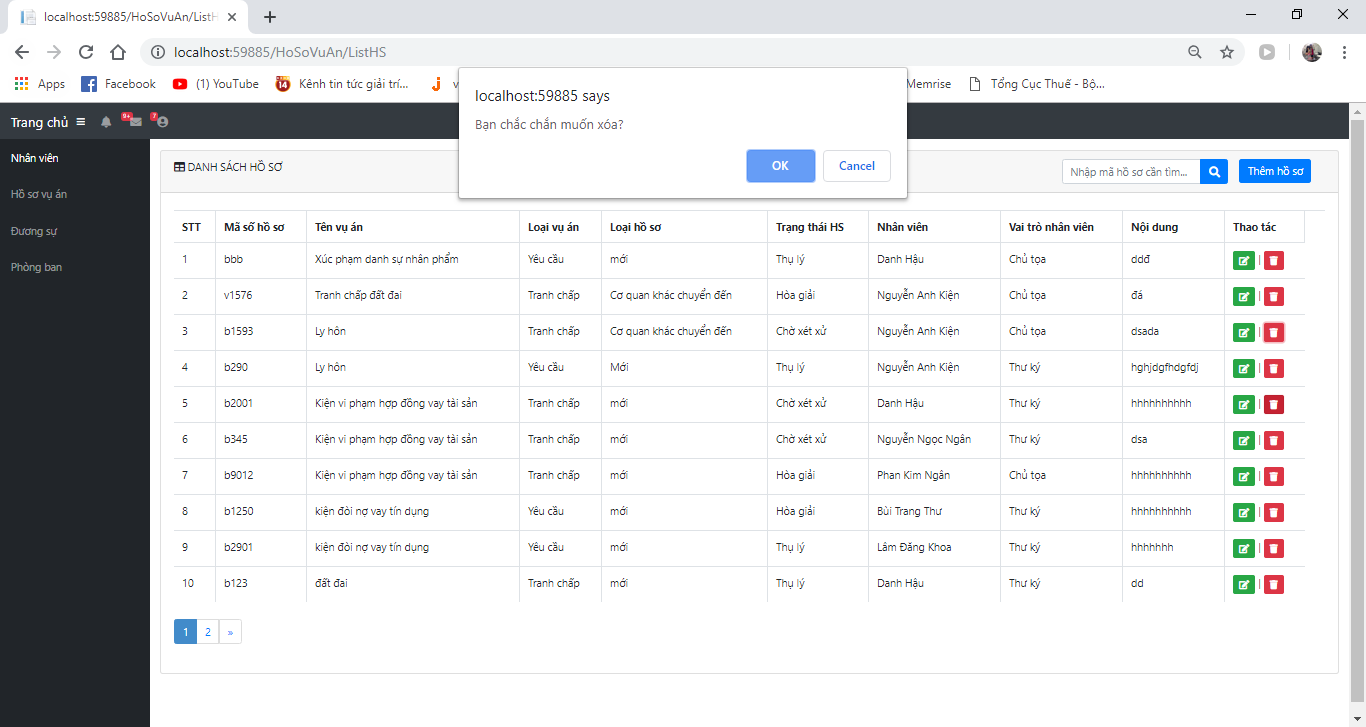 localhost:59885/HoSoVuAn/ListH
localhost:59885/HoSoVuAn/ListHS
Apps Facebook (1) YouTube 14 Kênh tin tức giải trí... Memrise Tổng Cục Thuế - Bộ...
localhost:59885 says
Bạn chắc chắn muốn xóa?
OK Cancel
Trang chủ 9+ 7
Nhân viên
Hồ sơ vụ án
Đương sự
Phòng ban
DANH SÁCH HỒ SƠ Nhập mã hồ sơ cần tìm... Thêm hồ sơ
STT Mã số hồ sơ Tên vụ án Loại vụ án Loại hồ sơ Trạng thái HS Nhân viên Vai trò nhân viên Nội dung Thao tác
1 bbb Xúc phạm danh sự nhân phẩm Yêu cầu mới Thụ lý Danh Hậu Chủ tọa ddđ |
2 v1576 Tranh chấp đất đai Tranh chấp Cơ quan khác chuyển đến Hòa giải Nguyễn Anh Kiện Chủ tọa đá |
3 b1593 Ly hôn Tranh chấp Cơ quan khác chuyển đến Chờ xét xử Nguyễn Anh Kiện Chủ tọa dsada |
4 b290 Ly hôn Yêu cầu Mới Thụ lý Nguyễn Anh Kiện Thư ký hghjdgfhdgfdj |
5 b2001 Kiện vi phạm hợp đồng vay tài sản Tranh chấp mới Chờ xét xử Danh Hậu Thư ký hhhhhhhhhh |
6 b345 Kiện vi phạm hợp đồng vay tài sản Tranh chấp mới Chờ xét xử Nguyễn Ngọc Ngân Thư ký dsa |
7 b9012 Kiện vi phạm hợp đồng vay tài sản Tranh chấp mới Hòa giải Phan Kim Ngân Chủ tọa hhhhhhhhhh |
8 b1250 kiện đòi nợ vay tín dụng Yêu cầu mới Hòa giải Bùi Trang Thư Thư ký hhhhhhhhhh |
9 b2901 kiện đòi nợ vay tín dụng Yêu cầu mới Thụ lý Lâm Đăng Khoa Thư ký hhhhhhh |
10 b123 đất đai Tranh chấp mới Thụ lý Danh Hậu Thư ký dd |
1 2 »